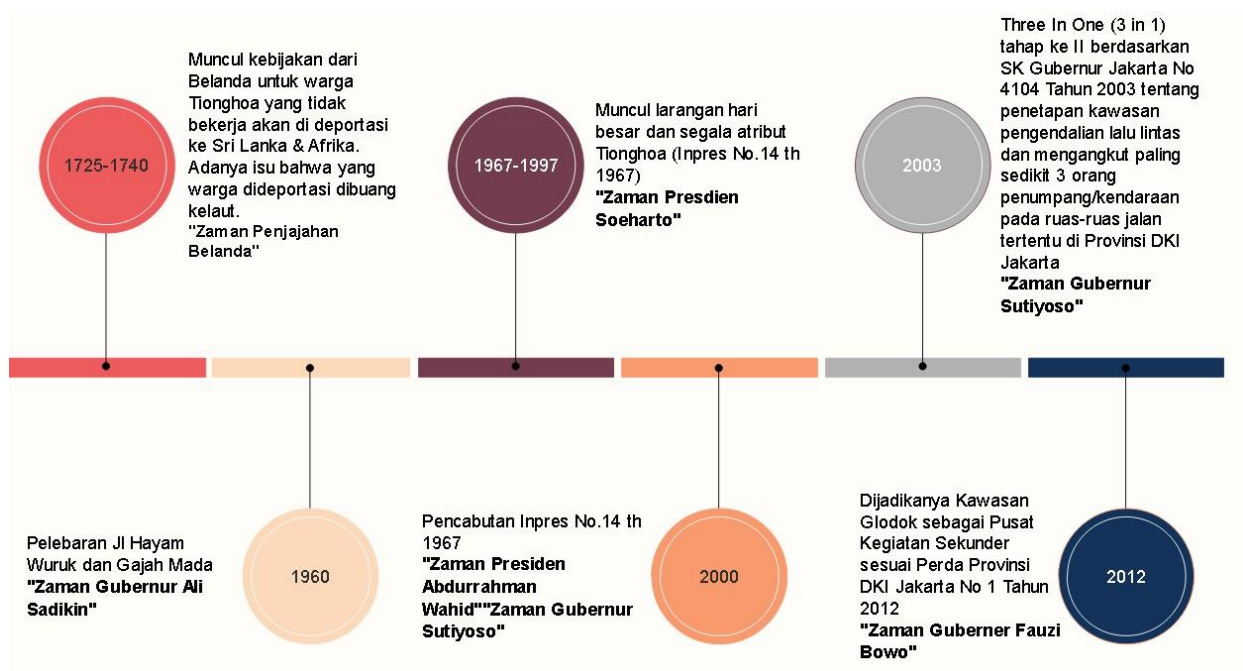 1725-1740
Muncul kebijakan dari
Belanda untuk warga
Tionghoa yang tidak
bekerja akan di deportasi
ke Sri Lanka & Afrika.
Adanya isu bahwa yang
warga dideportasi dibuang
kelaut.
"Zaman Penjajahan
Belanda"
Pelebaran Jl Hayam
Wuruk dan Gajah Mada
"Zaman Gubernur Ali
Sadikin"
1960
1967-1997
Muncul larangan hari
besar dan segala atribut
Tionghoa (Inpres No.14 th
1967)
"Zaman Presdien
Soeharto"
Pencabutan Inpres No.14 th
1967
"Zaman Presiden
Abdurrahman
Wahid""Zaman Gubernur
Sutiyoso"
2000
2003
Three In One (3 in 1)
tahap ke II berdasarkan
SK Gubernur Jakarta No
4104 Tahun 2003 tentang
penetapan kawasan
pengendalian lalu lintas
dan mengangkut paling
sedikit 3 orang
penumpang/kendaraan
pada ruas-ruas jalan
tertentu di Provinsi DKI
Jakarta
"Zaman Gubernur
Sutiyoso"
Dijadikanya Kawasan
Glodok sebagai Pusat
Kegiatan Sekunder
sesuai Perda Provinsi
DKI Jakarta No 1 Tahun
2012
"Zaman Guberner Fauzi
Bowo"
2012